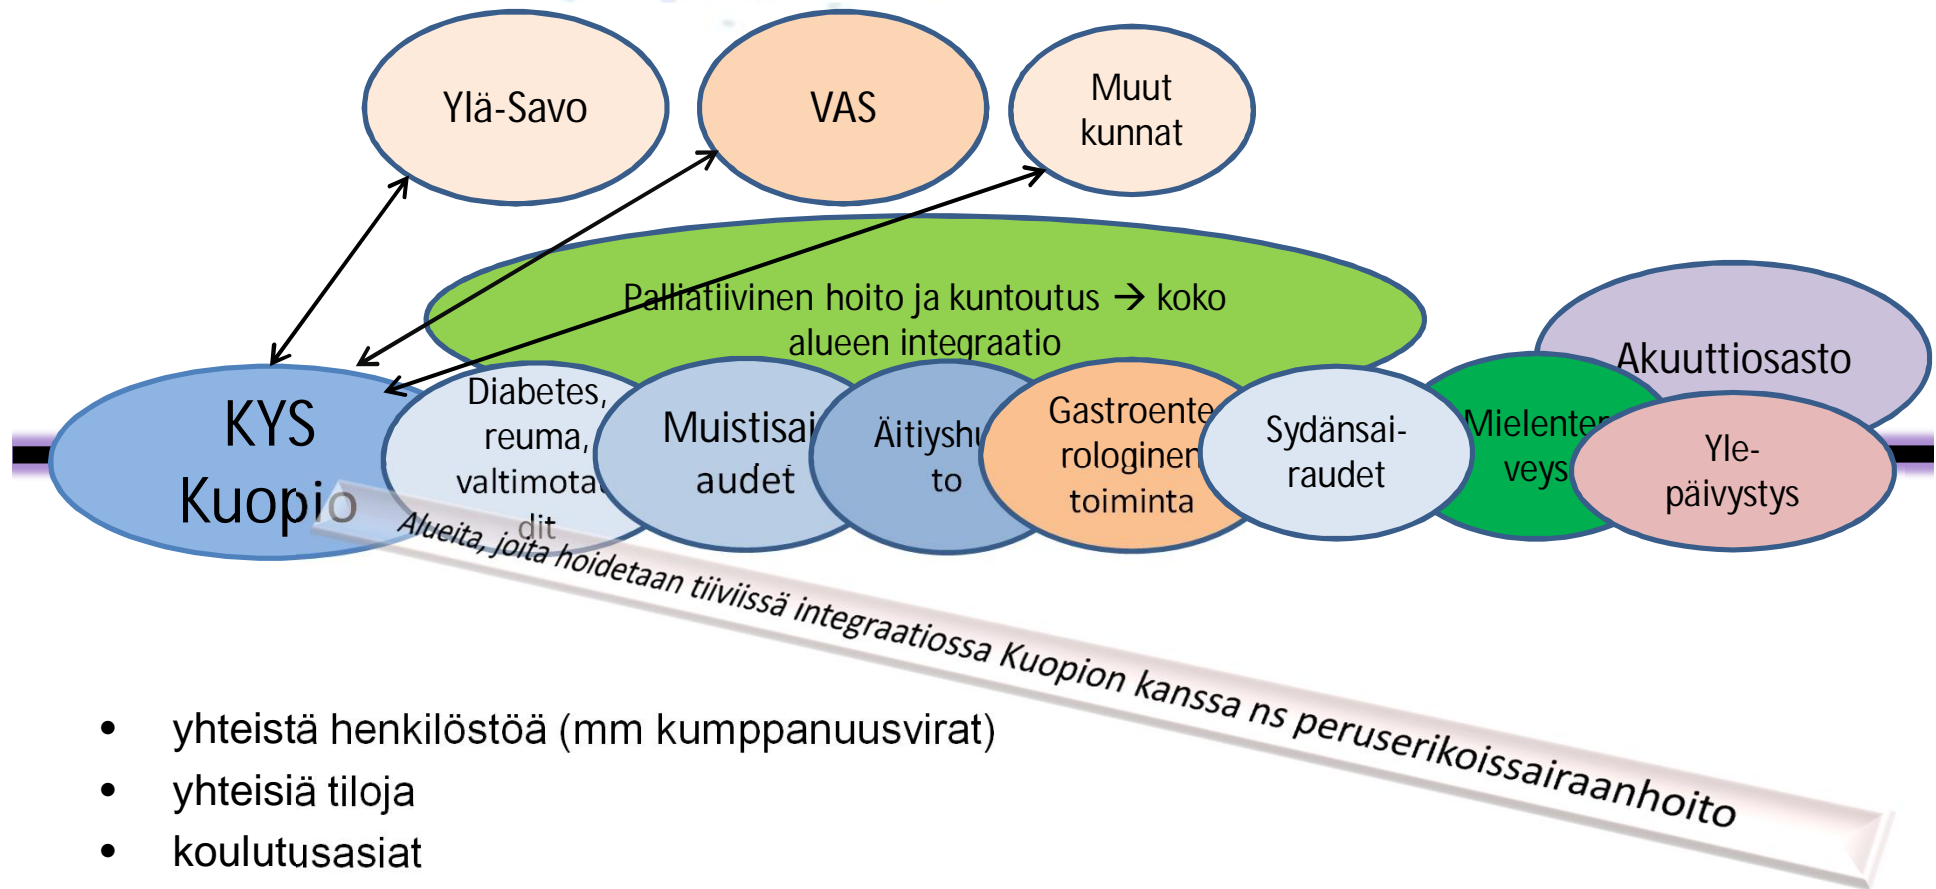 Ylä-Savo
VAS
Muut
kunnat
Palliatiivinen hoito ja kuntoutus → koko
alueen integraatio
Akuuttiosasto
KYS
Kuopio
Diabetes,
reuma,
valtimotau
dit
Muistisai
audet
Äitiyshu
to
Gastroente
rologinen
toiminta
Sydänsai-
raudet
Mielenter
veys
Yle-
päivystys
Alueita, joita hoidetaan tiiviissä integraatiossa Kuopion kanssa ns peruserikoissairaanhoito
• yhteistä henkilöstöä (mm kumppanuusvirat)
• yhteisiä tiloja
• koulutusasiat